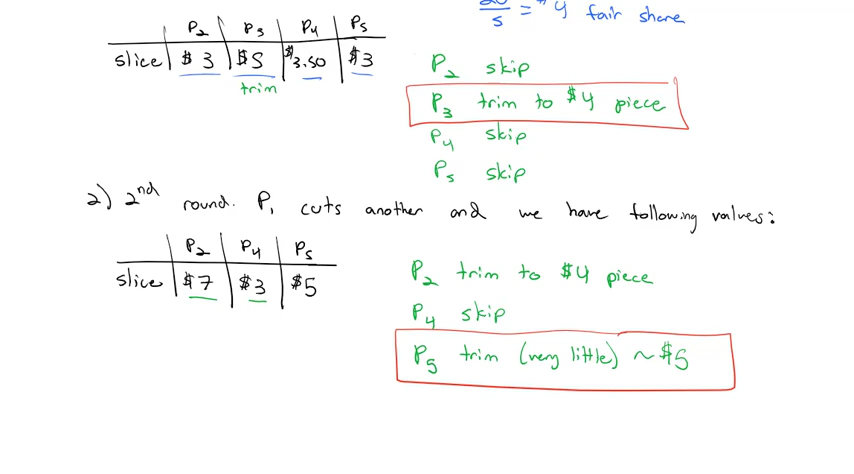 20/5 = $4 fair share
P2 P3 P4 P5
slice $3 $5 $3.50 $3
trim
P2 skip
P3 trim to $4 piece
P4 skip
P5 skip
2) 2nd round. P1 cuts another and we have following values:
P2 P4 P5
slice $7 $3 $5
P2 trim to $4 piece
P4 skip
P5 trim (very little) ~$5